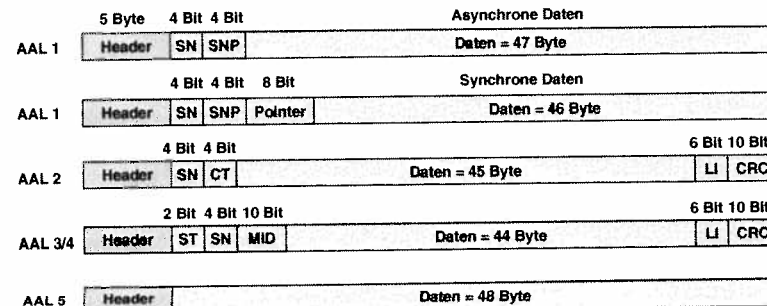 5 Byte 4 Bit 4 Bit Asynchrone Daten
AAL 1 Header SN SNP Daten = 47 Byte
4 Bit 4 Bit 8 Bit Synchrone Daten
AAL 1 Header SN SNP Pointer Daten = 46 Byte
4 Bit 4 Bit 6 Bit 10 Bit
AAL 2 Header SN CT Daten = 45 Byte LI CRC
2 Bit 4 Bit 10 Bit 6 Bit 10 Bit
AAL 3/4 Header ST SN MID Daten = 44 Byte LI CRC
AAL 5 Header Daten = 48 Byte